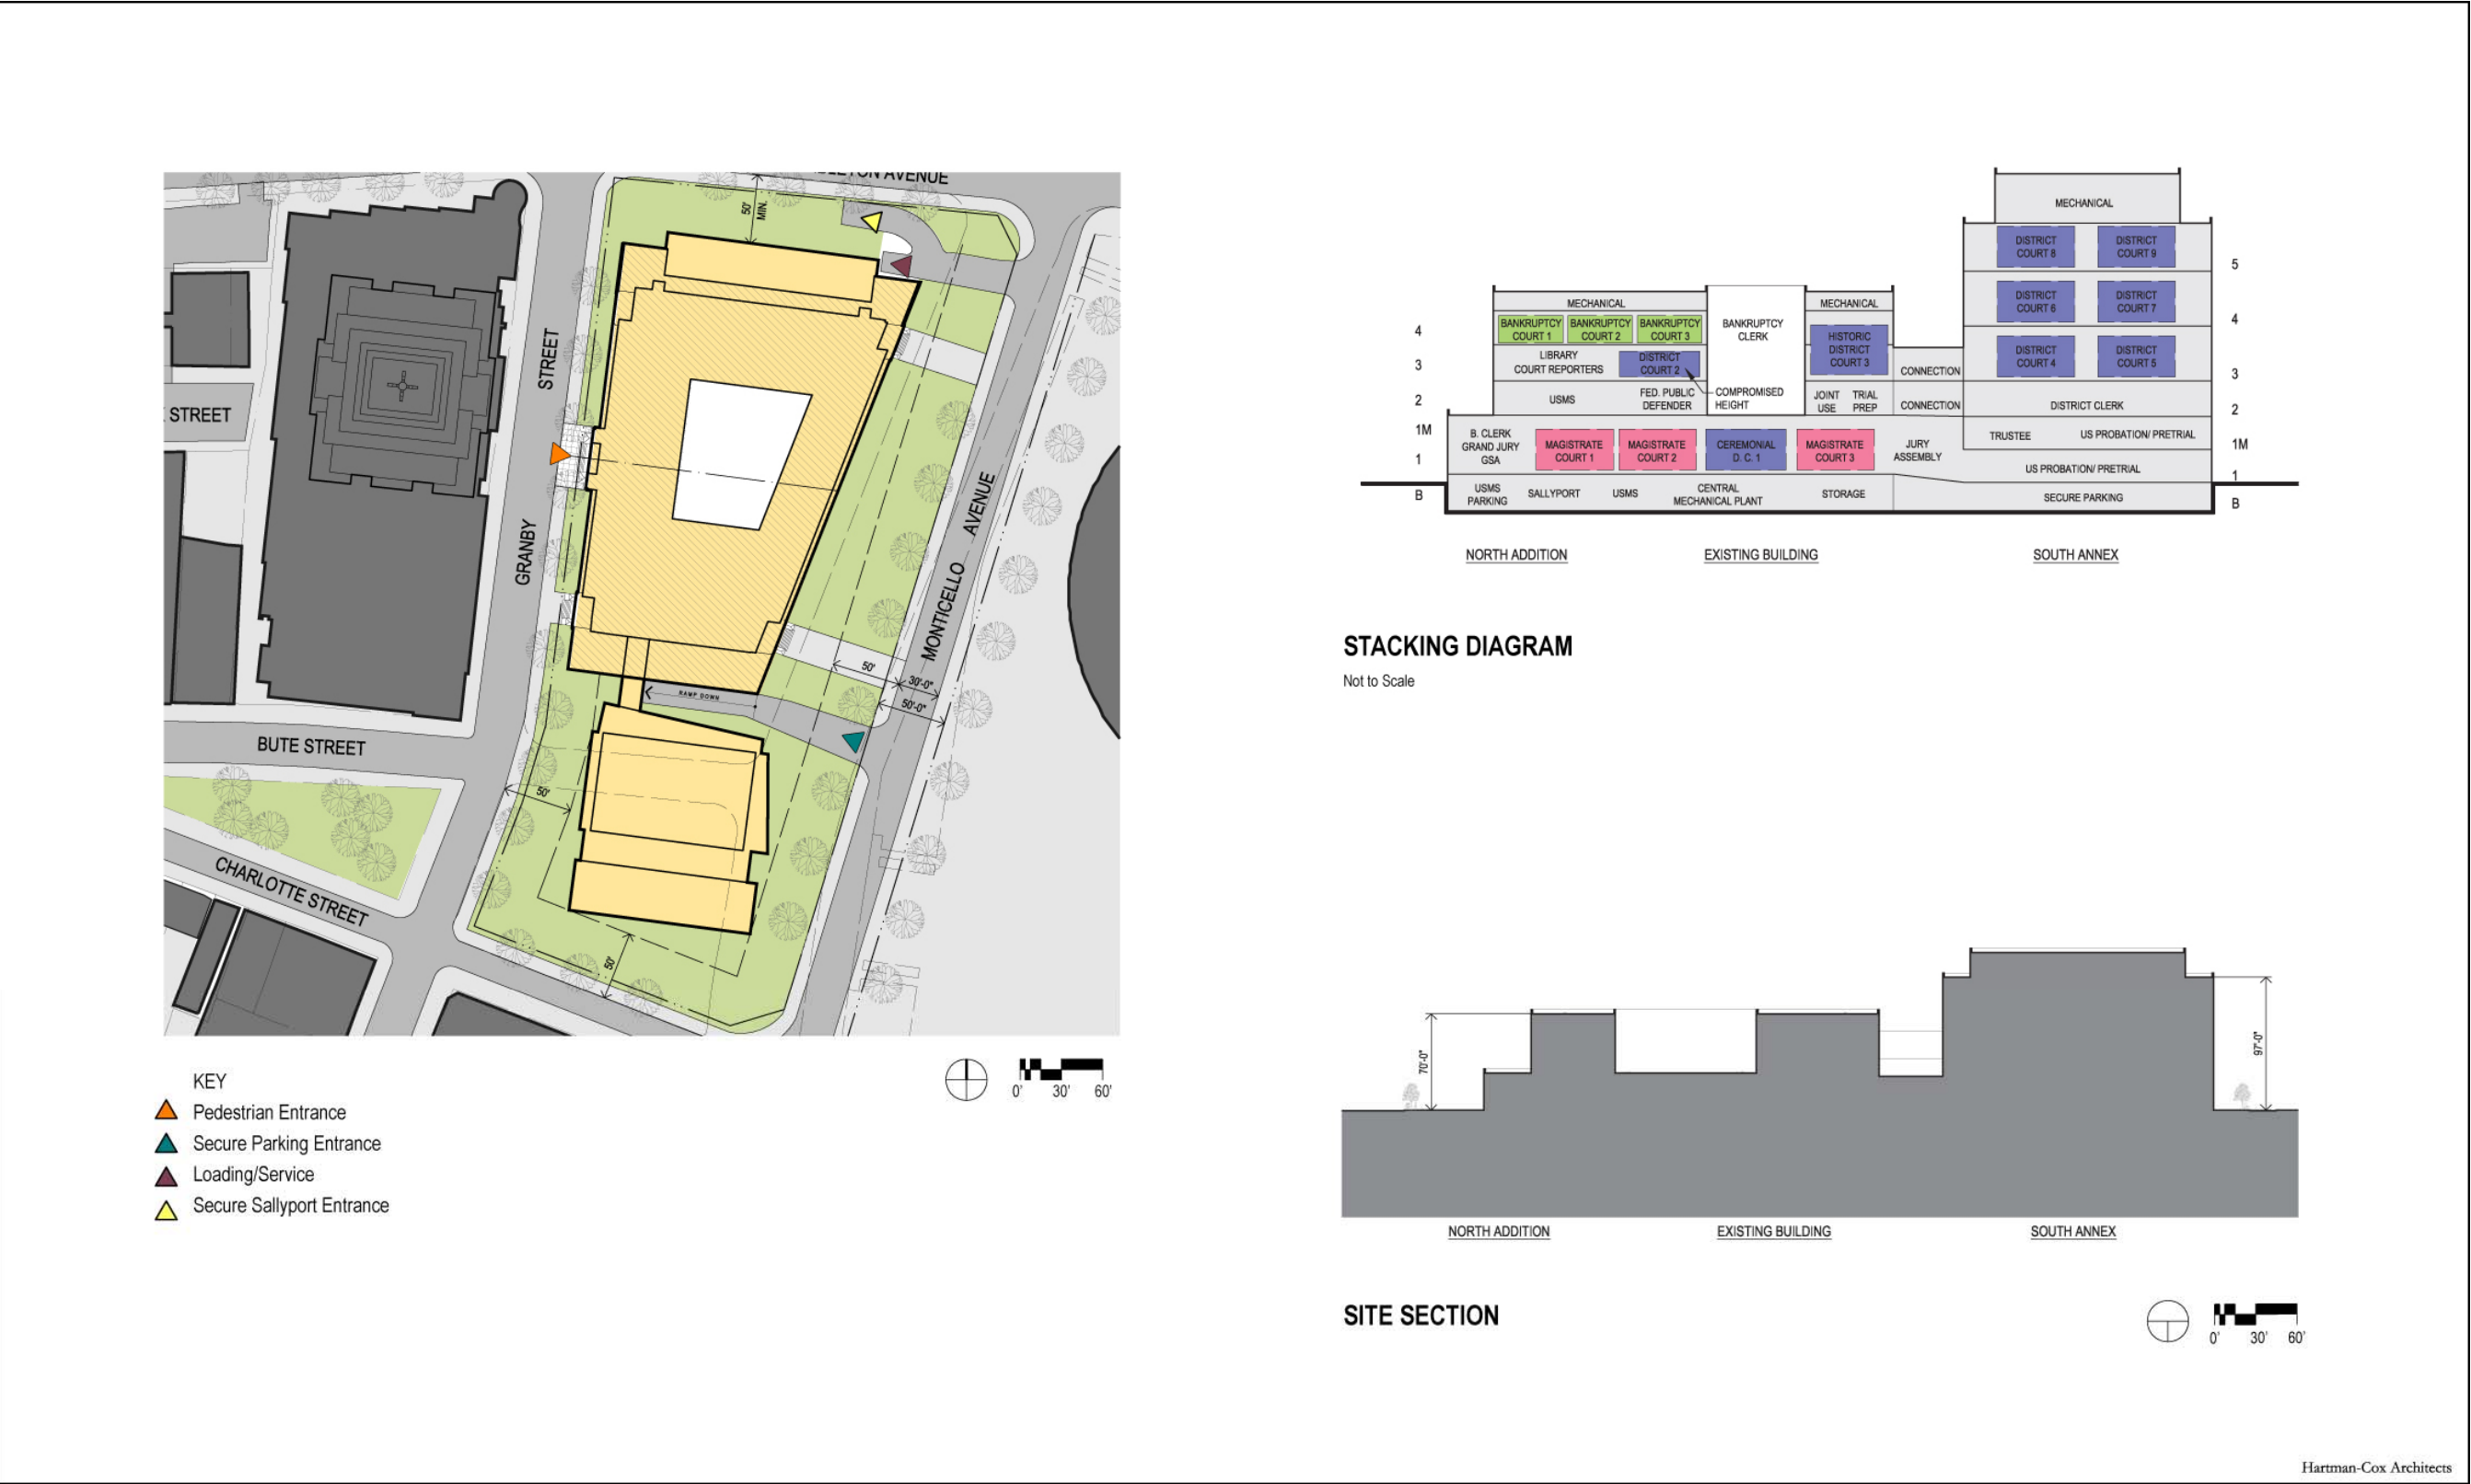 AVENUE
50'
MIN.
STREET
GRANBY
STREET
MONTICELLO AVENUE
50'
30'-0"
50'-0"
RAMP DOWN
BUTE STREET
50'
CHARLOTTE STREET
50'
KEY
Pedestrian Entrance
Secure Parking Entrance
Loading/Service
Secure Sallyport Entrance
0' 30' 60'
MECHANICAL
DISTRICT
COURT 8
DISTRICT
COURT 9
5
DISTRICT
COURT 6
DISTRICT
COURT 7
4
DISTRICT
COURT 4
DISTRICT
COURT 5
3
MECHANICAL
MECHANICAL
4
BANKRUPTCY
COURT 1
BANKRUPTCY
COURT 2
BANKRUPTCY
COURT 3
BANKRUPTCY
CLERK
HISTORIC
DISTRICT
COURT 3
3
LIBRARY
COURT REPORTERS
DISTRICT
COURT 2
CONNECTION
2
USMS
FED. PUBLIC
DEFENDER
COMPROMISED
HEIGHT
JOINT
USE
TRIAL
PREP
CONNECTION
DISTRICT CLERK
2
1M
1
B. CLERK
GRAND JURY
GSA
MAGISTRATE
COURT 1
MAGISTRATE
COURT 2
CEREMONIAL
D. C. 1
MAGISTRATE
COURT 3
JURY
ASSEMBLY
TRUSTEE
US PROBATION/ PRETRIAL
1M
US PROBATION/ PRETRIAL
1
B
USMS
PARKING
SALLYPORT
USMS
CENTRAL
MECHANICAL PLANT
STORAGE
SECURE PARKING
B
NORTH ADDITION
EXISTING BUILDING
SOUTH ANNEX
STACKING DIAGRAM
Not to Scale
70'-0"
97'-0"
NORTH ADDITION
EXISTING BUILDING
SOUTH ANNEX
SITE SECTION
0' 30' 60'
Hartman-Cox Architects